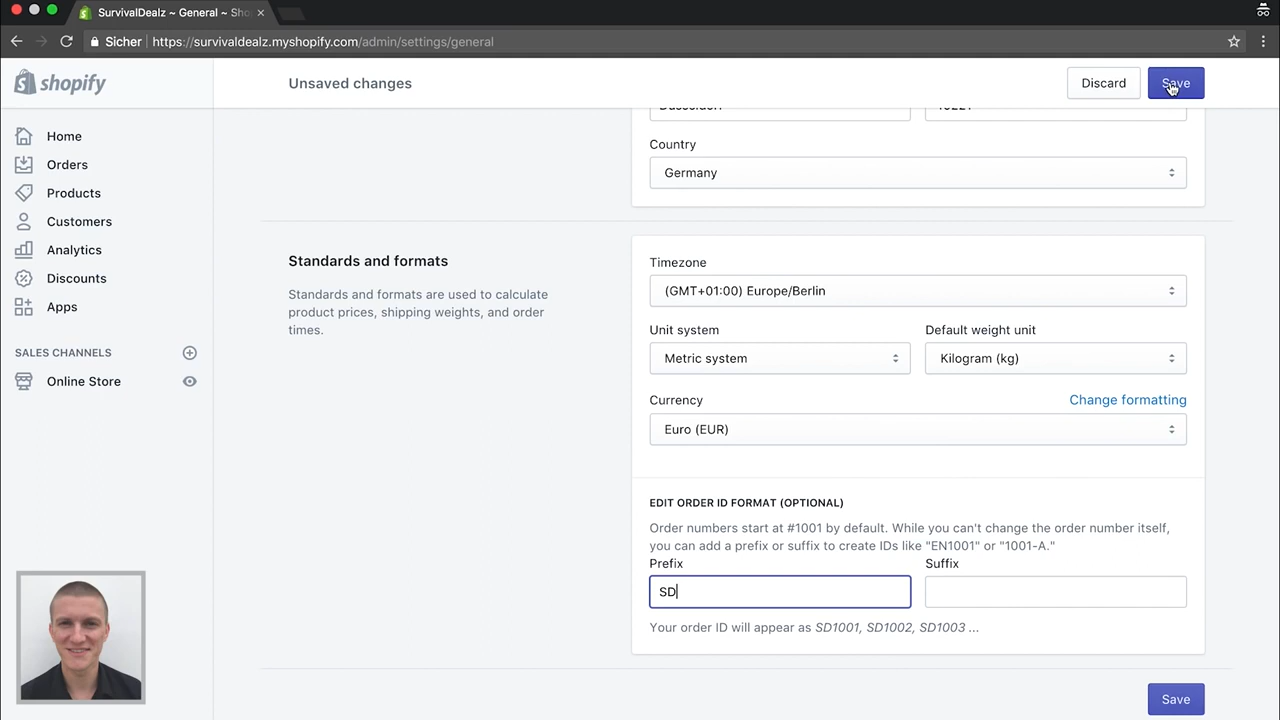 SurvivalDealz ~ General ~ Sho
Sicher https://survivaldealz.myshopify.com/admin/settings/general
shopify
Unsaved changes
Discard
Save
Home
Orders
Products
Customers
Analytics
Discounts
Apps
SALES CHANNELS
Online Store
Country
Germany
Standards and formats
Standards and formats are used to calculate
product prices, shipping weights, and order
times.
Timezone
(GMT+01:00) Europe/Berlin
Unit system
Default weight unit
Metric system
Kilogram (kg)
Currency
Change formatting
Euro (EUR)
EDIT ORDER ID FORMAT (OPTIONAL)
Order numbers start at #1001 by default. While you can't change the order number itself,
you can add a prefix or suffix to create IDs like "EN1001" or "1001-A."
Prefix
Suffix
SD
Your order ID will appear as SD1001, SD1002, SD1003 ...
Save